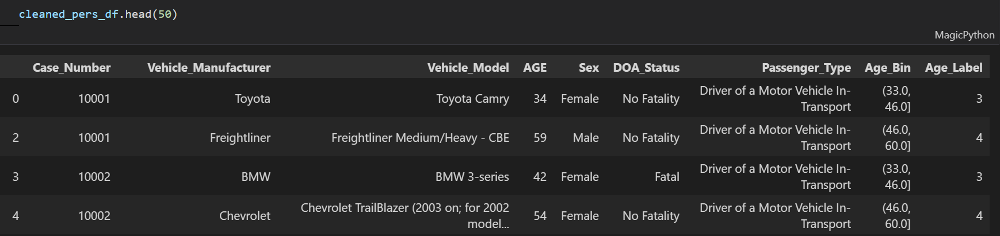 cleaned_pers_df.head(50)
MagicPython
Case_Number Vehicle_Manufacturer Vehicle_Model AGE Sex DOA_Status Passenger_Type Age_Bin Age_Label
0 10001 Toyota Toyota Camry 34 Female No Fatality Driver of a Motor Vehicle In-Transport (33.0, 46.0] 3
2 10001 Freightliner Freightliner Medium/Heavy - CBE 59 Male No Fatality Driver of a Motor Vehicle In-Transport (46.0, 60.0] 4
3 10002 BMW BMW 3-series 42 Female Fatal Driver of a Motor Vehicle In-Transport (33.0, 46.0] 3
4 10002 Chevrolet Chevrolet TrailBlazer (2003 on; for 2002 model... 54 Female No Fatality Driver of a Motor Vehicle In-Transport (46.0, 60.0] 4